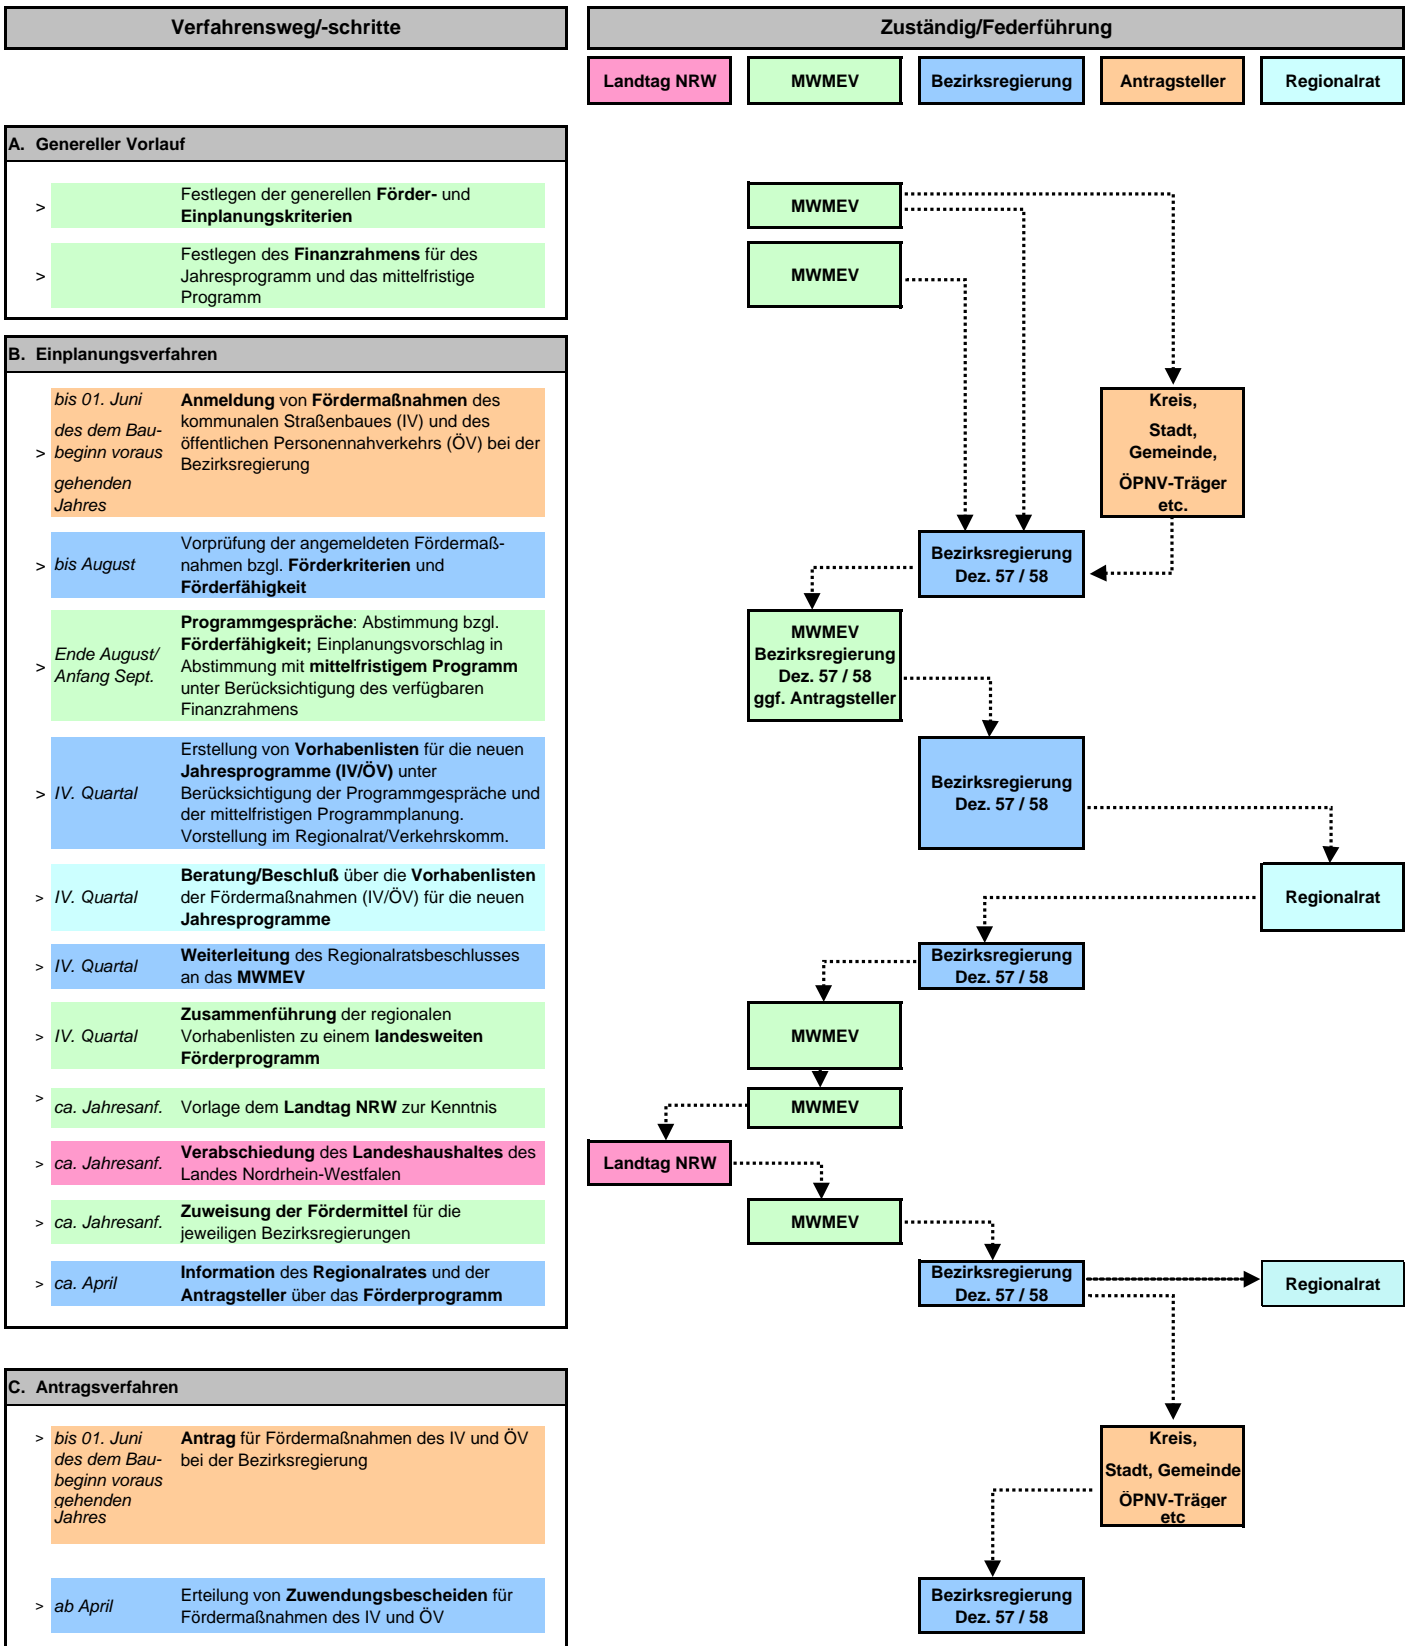 Verfahrensweg/-schritte
Zuständig/Federführung
Landtag NRW
MWMEV
Bezirksregierung
Antragsteller
Regionalrat
A. Genereller Vorlauf
>
Festlegen der generellen Förder- und
Einplanungskriterien
MWMEV
>
Festlegen des Finanzrahmens für des
Jahresprogramm und das mittelfristige
Programm
MWMEV
B. Einplanungsverfahren
>
bis 01. Juni
des dem Bau-
beginn voraus
gehenden
Jahres
Anmeldung von Fördermaßnahmen des
kommunalen Straßenbaues (IV) und des
öffentlichen Personennahverkehrs (ÖV) bei der
Bezirksregierung
Kreis,
Stadt,
Gemeinde,
ÖPNV-Träger
etc.
> bis August
Vorprüfung der angemeldeten Fördermaß-
nahmen bzgl. Förderkriterien und
Förderfähigkeit
Bezirksregierung
Dez. 57 / 58
>
Ende August/
Anfang Sept.
Programmgespräche: Abstimmung bzgl.
Förderfähigkeit; Einplanungsvorschlag in
Abstimmung mit mittelfristigem Programm
unter Berücksichtigung des verfügbaren
Finanzrahmens
MWMEV
Bezirksregierung
Dez. 57 / 58
ggf. Antragsteller
> IV. Quartal
Erstellung von Vorhabenlisten für die neuen
Jahresprogramme (IV/ÖV) unter
Berücksichtigung der Programmgespräche und
der mittelfristigen Programmplanung.
Vorstellung im Regionalrat/Verkehrskomm.
Bezirksregierung
Dez. 57 / 58
> IV. Quartal
Beratung/Beschluß über die Vorhabenlisten
der Fördermaßnahmen (IV/ÖV) für die neuen
Jahresprogramme
Regionalrat
> IV. Quartal
Weiterleitung des Regionalratsbeschlusses
an das MWMEV
Bezirksregierung
Dez. 57 / 58
> IV. Quartal
Zusammenführung der regionalen
Vorhabenlisten zu einem landesweiten
Förderprogramm
MWMEV
> ca. Jahresanf.
Vorlage dem Landtag NRW zur Kenntnis
MWMEV
> ca. Jahresanf.
Verabschiedung des Landeshaushaltes des
Landes Nordrhein-Westfalen
Landtag NRW
> ca. Jahresanf.
Zuweisung der Fördermittel für die
jeweiligen Bezirksregierungen
MWMEV
> ca. April
Information des Regionalrates und der
Antragsteller über das Förderprogramm
Bezirksregierung
Dez. 57 / 58
Regionalrat
C. Antragsverfahren
> bis 01. Juni
des dem Bau-
beginn voraus
gehenden
Jahres
Antrag für Fördermaßnahmen des IV und ÖV
bei der Bezirksregierung
Kreis,
Stadt, Gemeinde
ÖPNV-Träger
etc
> ab April
Erteilung von Zuwendungsbescheiden für
Fördermaßnahmen des IV und ÖV
Bezirksregierung
Dez. 57 / 58